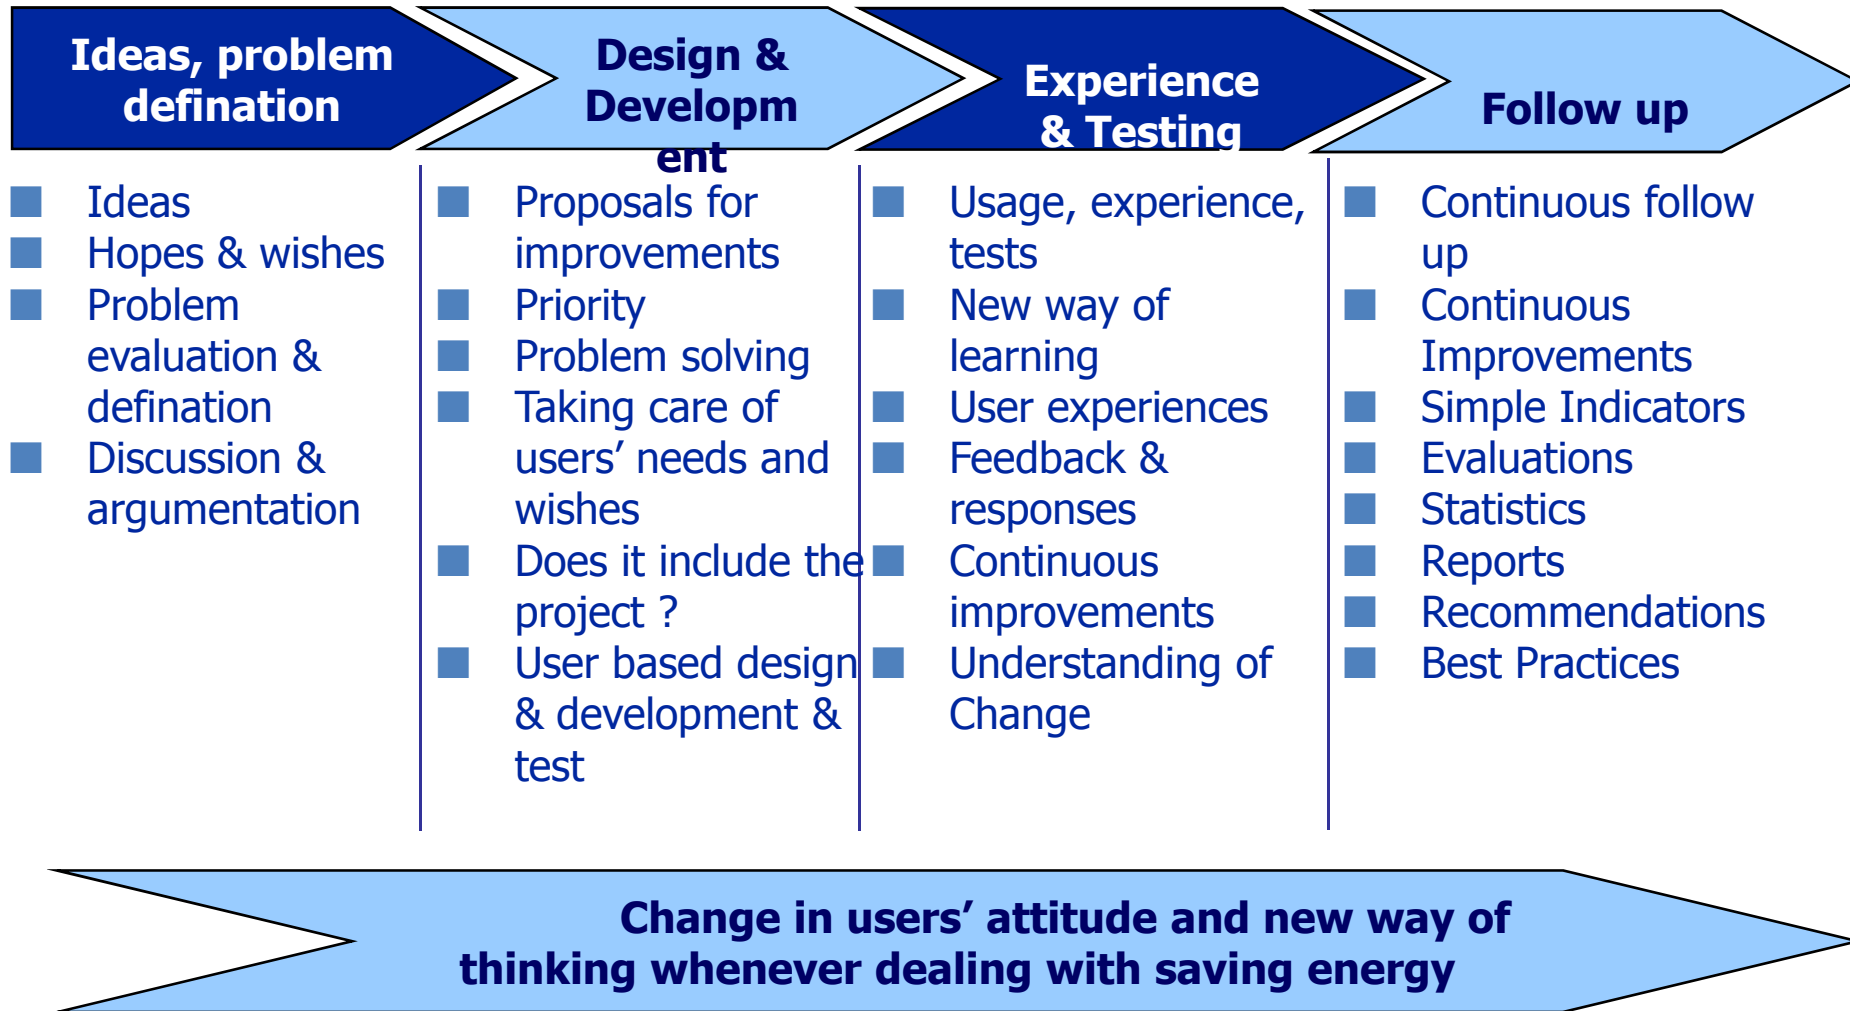 Ideas, problem
defination
Design &
Developm
ent
Experience
& Testing
Follow up
Ideas
Hopes & wishes
Problem
evaluation &
defination
Discussion &
argumentation
Proposals for
improvements
Priority
Problem solving
Taking care of
users’ needs and
wishes
Does it include the
project ?
User based design
& development &
test
Usage, experience,
tests
New way of
learning
User experiences
Feedback &
responses
Continuous
improvements
Understanding of
Change
Continuous follow
up
Continuous
Improvements
Simple Indicators
Evaluations
Statistics
Reports
Recommendations
Best Practices
Change in users’ attitude and new way of
thinking whenever dealing with saving energy